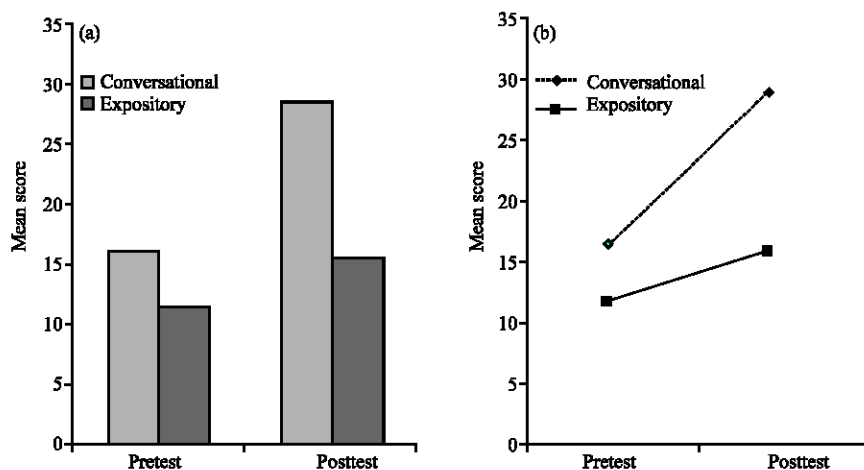 (a)
35
30
25
20
15
10
5
0
Mean score
Conversational
Expository
Pretest
Posttest
(b)
35
30
25
20
15
10
5
0
Mean score
Conversational
Expository
Pretest
Posttest